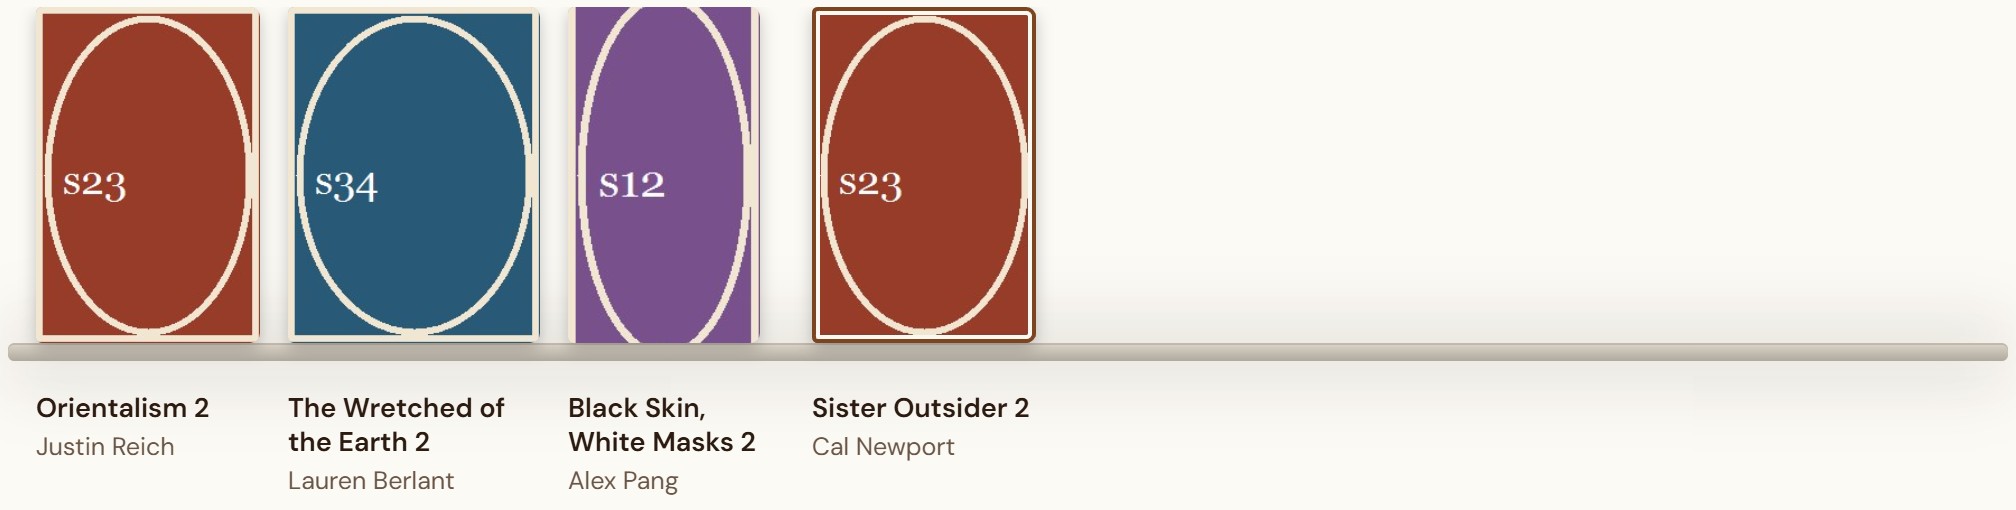 s23
s34
s12
s23
Orientalism 2
Justin Reich
The Wretched of
the Earth 2
Lauren Berlant
Black Skin,
White Masks 2
Alex Pang
Sister Outsider 2
Cal Newport